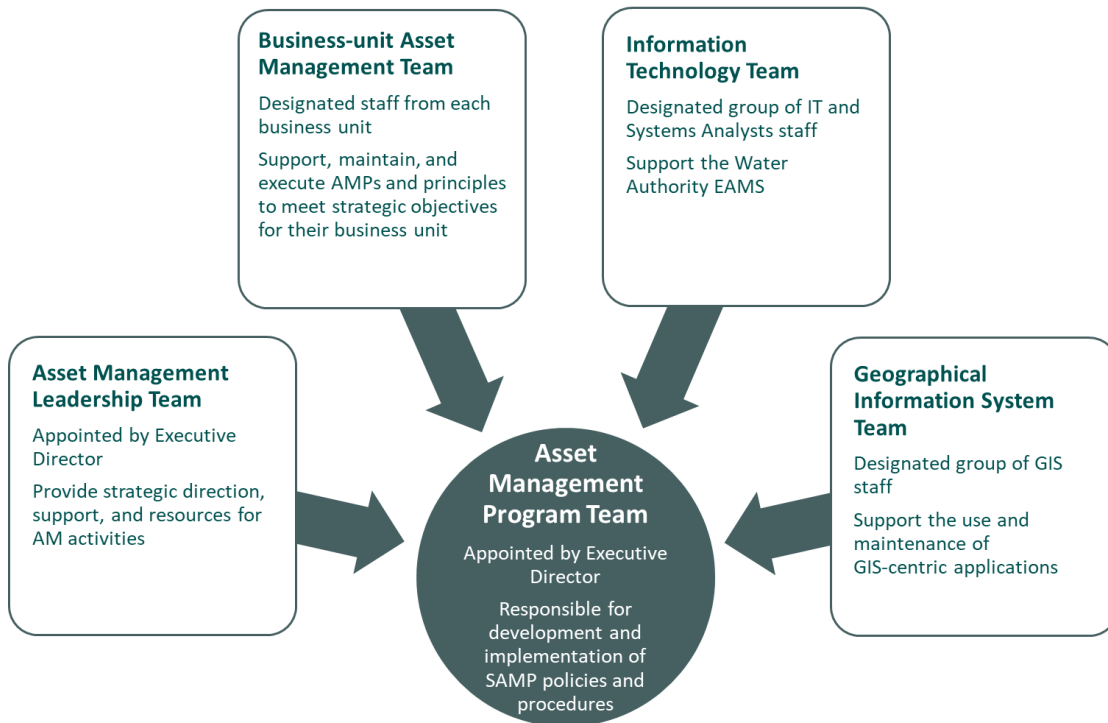 Business-unit Asset
Management Team
Designated staff from each
business unit
Support, maintain, and
execute AMPs and principles
to meet strategic objectives
for their business unit
Information
Technology Team
Designated group of IT and
Systems Analysts staff
Support the Water
Authority EAMS
Asset Management
Leadership Team
Appointed by Executive
Director
Provide strategic direction,
support, and resources for
AM activities
Asset
Management
Program Team
Appointed by Executive
Director
Responsible for
development and
implementation of
SAMP policies and
procedures
Geographical
Information System
Team
Designated group of GIS
staff
Support the use and
maintenance of
GIS-centric applications